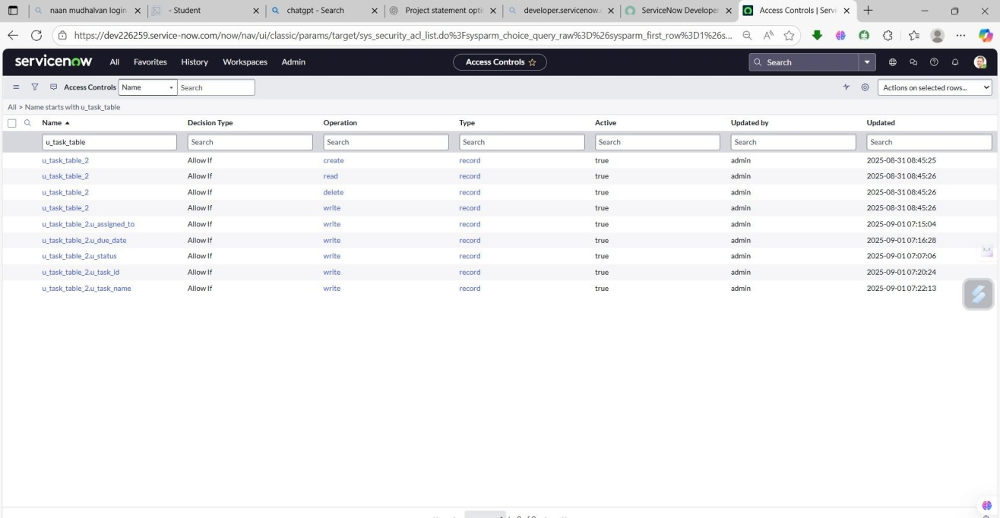 naan mudhalvan login
- Student
chatgpt - Search
Project statement opti
developer.servicenow.
ServiceNow Developer
Access Controls | Servi
https://dev226259.service-now.com/now/nav/ui/classic/params/target/sys_security_acl_list.do%3Fsysparm_choice_query_raw%3D%26sysparm_first_row%3D1%26s...
servicenow All Favorites History Workspaces Admin Access Controls Search
Access Controls Name Search Actions on selected rows...
All > Name starts with u_task_table
Name Decision Type Operation Type Active Updated by Updated
u_task_table Search Search Search Search Search Search
u_task_table_2 Allow If create record true admin 2025-08-31 08:45:25
u_task_table_2 Allow If read record true admin 2025-08-31 08:45:26
u_task_table_2 Allow If delete record true admin 2025-08-31 08:45:26
u_task_table_2 Allow If write record true admin 2025-08-31 08:45:26
u_task_table_2.u_assigned_to Allow If write record true admin 2025-09-01 07:15:04
u_task_table_2.u_due_date Allow If write record true admin 2025-09-01 07:16:28
u_task_table_2.u_status Allow If write record true admin 2025-09-01 07:07:06
u_task_table_2.u_task_id Allow If write record true admin 2025-09-01 07:20:24
u_task_table_2.u_task_name Allow If write record true admin 2025-09-01 07:22:13